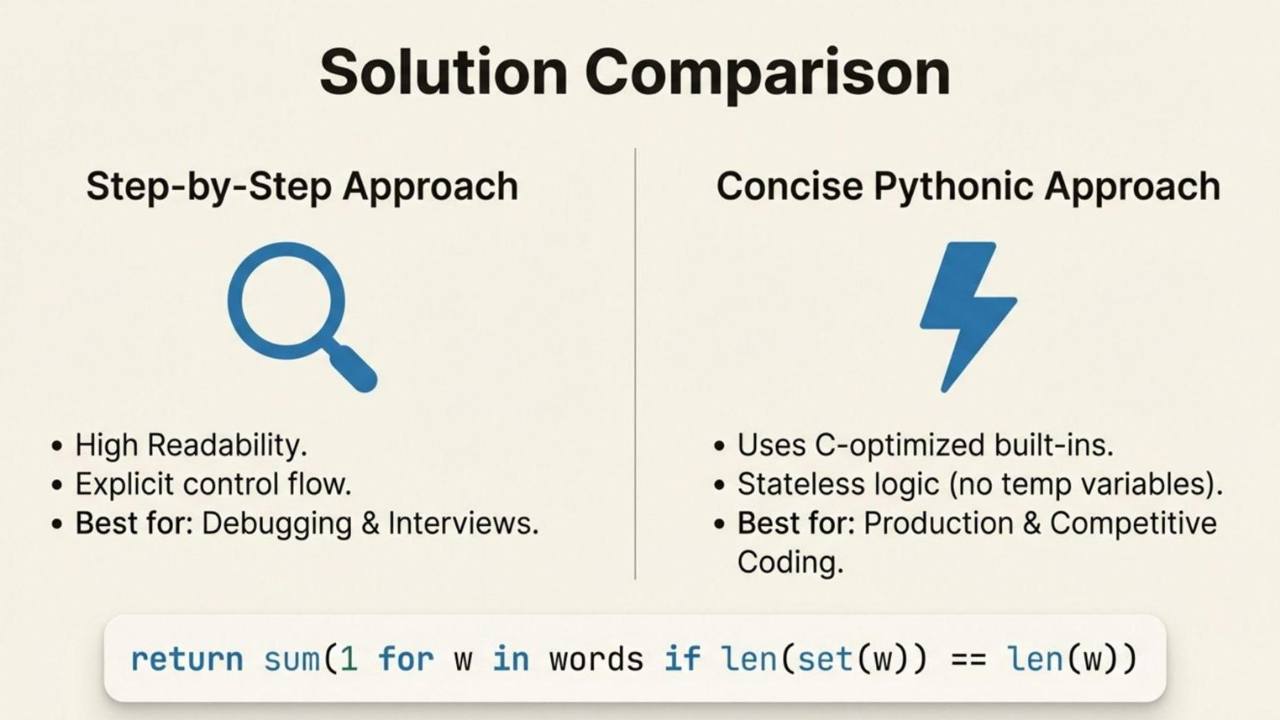 Solution Comparison
Step-by-Step Approach
• High Readability.
• Explicit control flow.
• Best for: Debugging & Interviews.
Concise Pythonic Approach
• Uses C-optimized built-ins.
• Stateless logic (no temp variables).
• Best for: Production & Competitive
Coding.
return sum(1 for w in words if len(set(w)) == len(w))